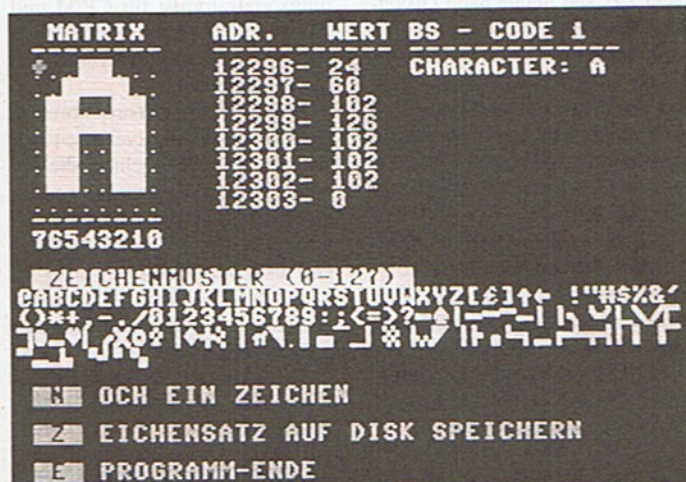 MATRIX ADR. WERT BS - CODE 1
12296- 24 CHARACTER: A
12297- 60
12298- 102
12299- 126
12300- 102
12301- 102
12302- 102
12303- 0
76543210
ZEICHENMUSTER (0-127)
@ABCDEFGHIJKLMNOPQRSTUVWXYZ[£]↑← !"#$%&´
()*+,-./0123456789:;<=>?
N OCH EIN ZEICHEN
Z EICHENSATZ AUF DISK SPEICHERN
E PROGRAMM-ENDE